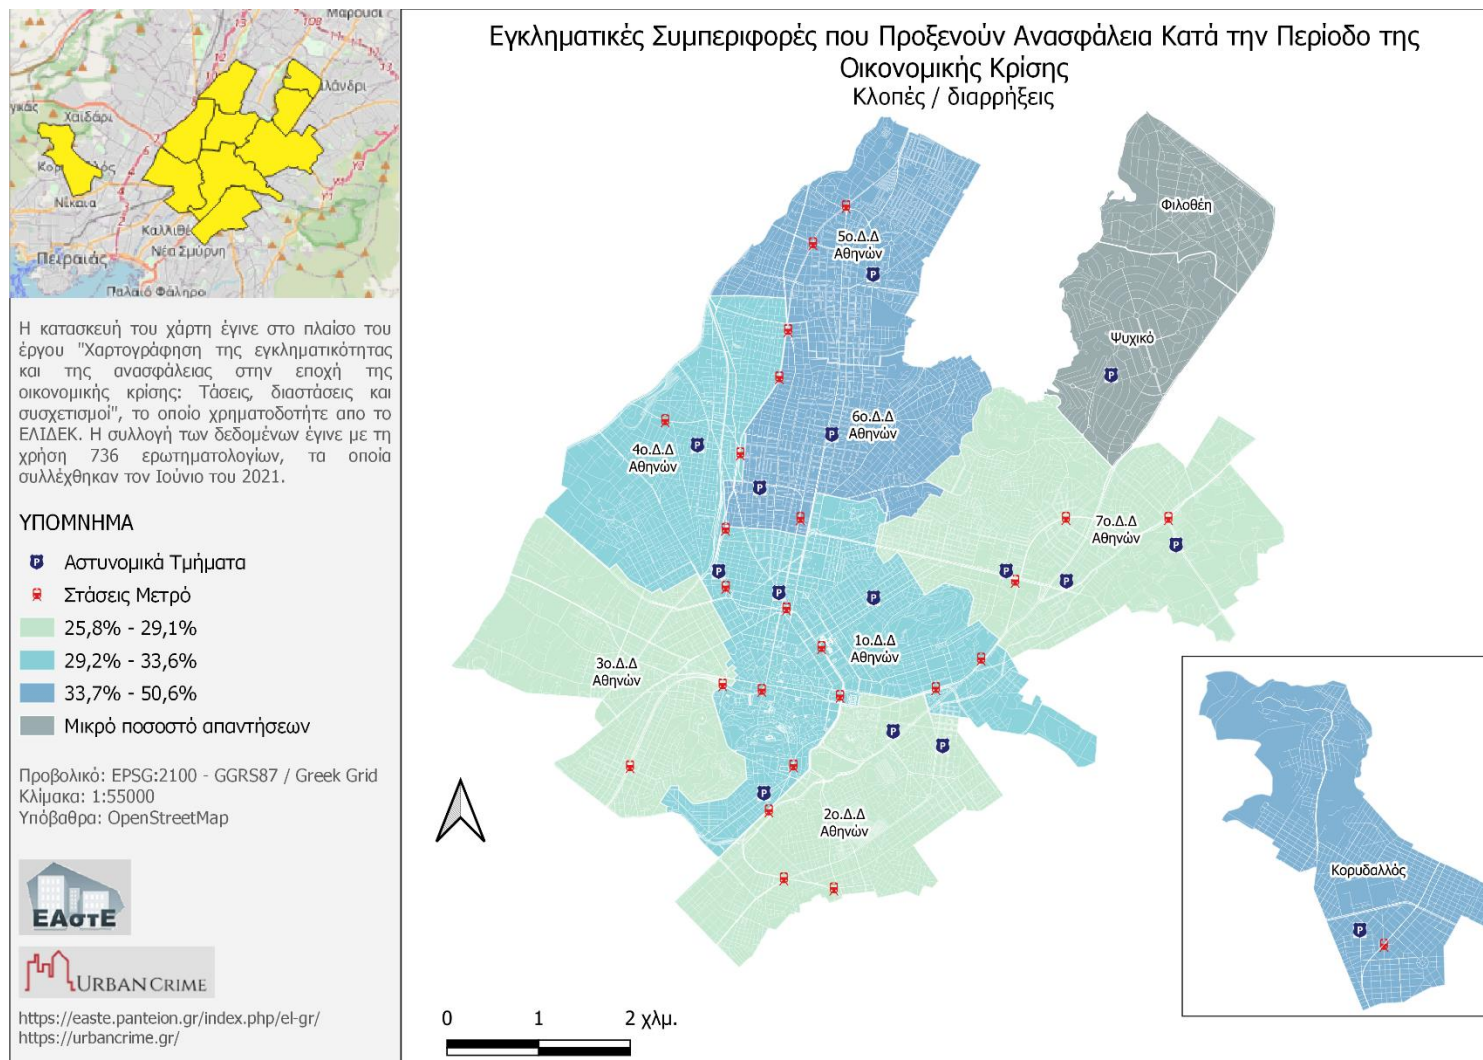 Εγκληματικές Συμπεριφορές που Προξενούν Ανασφάλεια Κατά την Περίοδο της
Οικονομικής Κρίσης
Κλοπές / διαρρήξεις
Μαρούσι
Χαϊδάρι
Νίκαια
Καλλιθέ
Νέα Σμύρνη
Πειραιάς
Παλαιό Φάληρο
Η κατασκευή του χάρτη έγινε στο πλαίσο του
έργου "Χαρτογράφηση της εγκληματικότητας
και της ανασφάλειας στην εποχή της
οικονομικής κρίσης: Τάσεις, διαστάσεις και
συσχετισμοί", το οποίο χρηματοδοτήτε απο το
ΕΛΙΔΕΚ. Η συλλογή των δεδομένων έγινε με τη
χρήση 736 ερωτηματολογίων, τα οποία
συλλέχθηκαν τον Ιούνιο του 2021.
ΥΠΟΜΝΗΜΑ
Αστυνομικά Τμήματα
Στάσεις Μετρό
25,8% - 29,1%
29,2% - 33,6%
33,7% - 50,6%
Μικρό ποσοστό απαντήσεων
Προβολικό: EPSG:2100 - GGRS87 / Greek Grid
Κλίμακα: 1:55000
Υπόβαθρα: OpenStreetMap
ΕΑστΕ
URBANCRIME
https://easte.panteion.gr/index.php/el-gr/
https://urbancrime.gr/
Φιλοθέη
5ο.Δ.Δ
Αθηνών
Ψυχικό
6ο.Δ.Δ
Αθηνών
4ο.Δ.Δ
Αθηνών
7ο.Δ.Δ
Αθηνών
1ο.Δ.Δ
Αθηνών
3ο.Δ.Δ
Αθηνών
2ο.Δ.Δ
Αθηνών
Κορυδαλλός
0 1 2 χλμ.